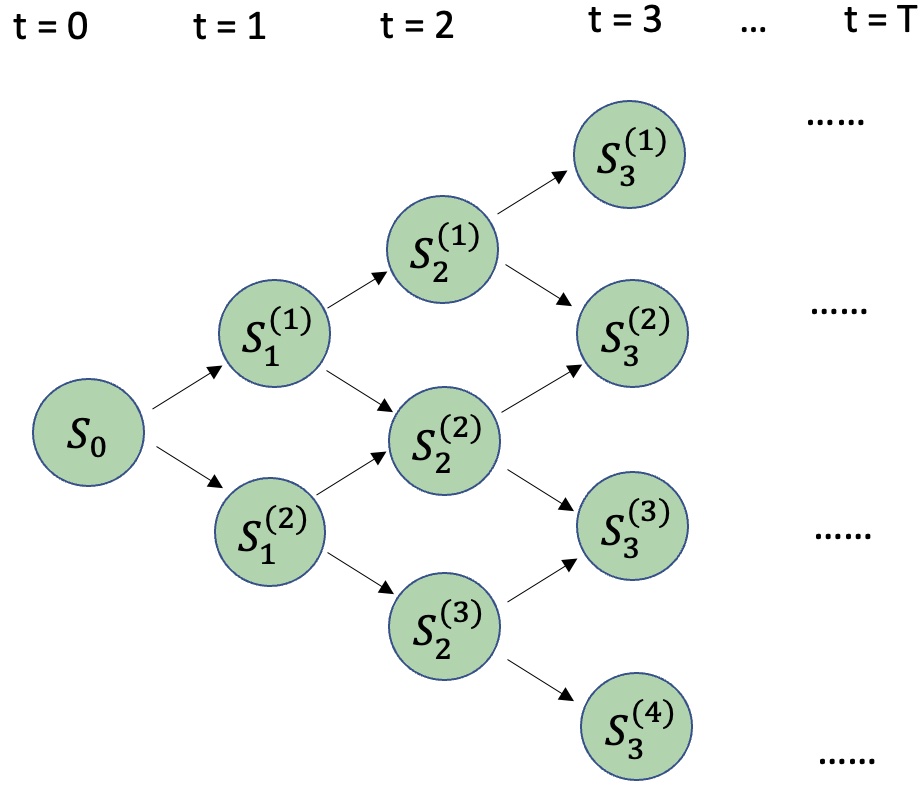 t = 0 t = 1 t = 2 t = 3 ... t = T
S_3^(1) ......
S_2^(1)
S_1^(1) S_3^(2) ......
S_0 S_2^(2)
S_1^(2) S_3^(3) ......
S_2^(3)
S_3^(4) ......